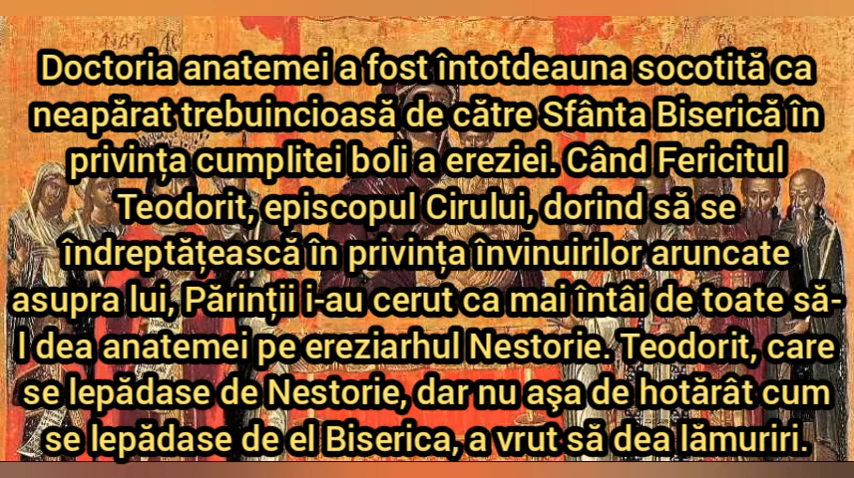 Doctoria anatemei a fost întotdeauna socotită ca
neapărat trebuincioasă de către Sfânta Biserică în
privința cumplitei boli a ereziei. Când Fericitul
Teodorit, episcopul Cirului, dorind să se
îndreptățească în privința învinuirilor aruncate
asupra lui, Părinții i-au cerut ca mai întâi de toate să-
l dea anatemei pe ereziarhul Nestorie. Teodorit, care
se lepădase de Nestorie, dar nu aşa de hotărât cum
se lepădase de el Biserica, a vrut să dea lămuriri.